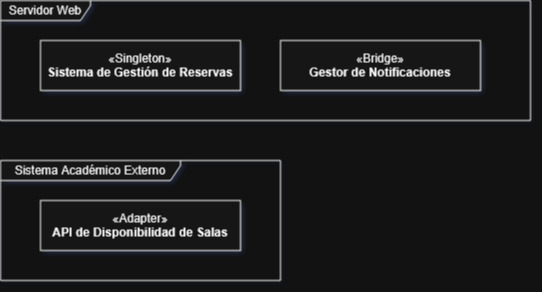 Servidor Web
«Singleton»
Sistema de Gestión de Reservas
«Bridge»
Gestor de Notificaciones
Sistema Académico Externo
«Adapter»
API de Disponibilidad de Salas